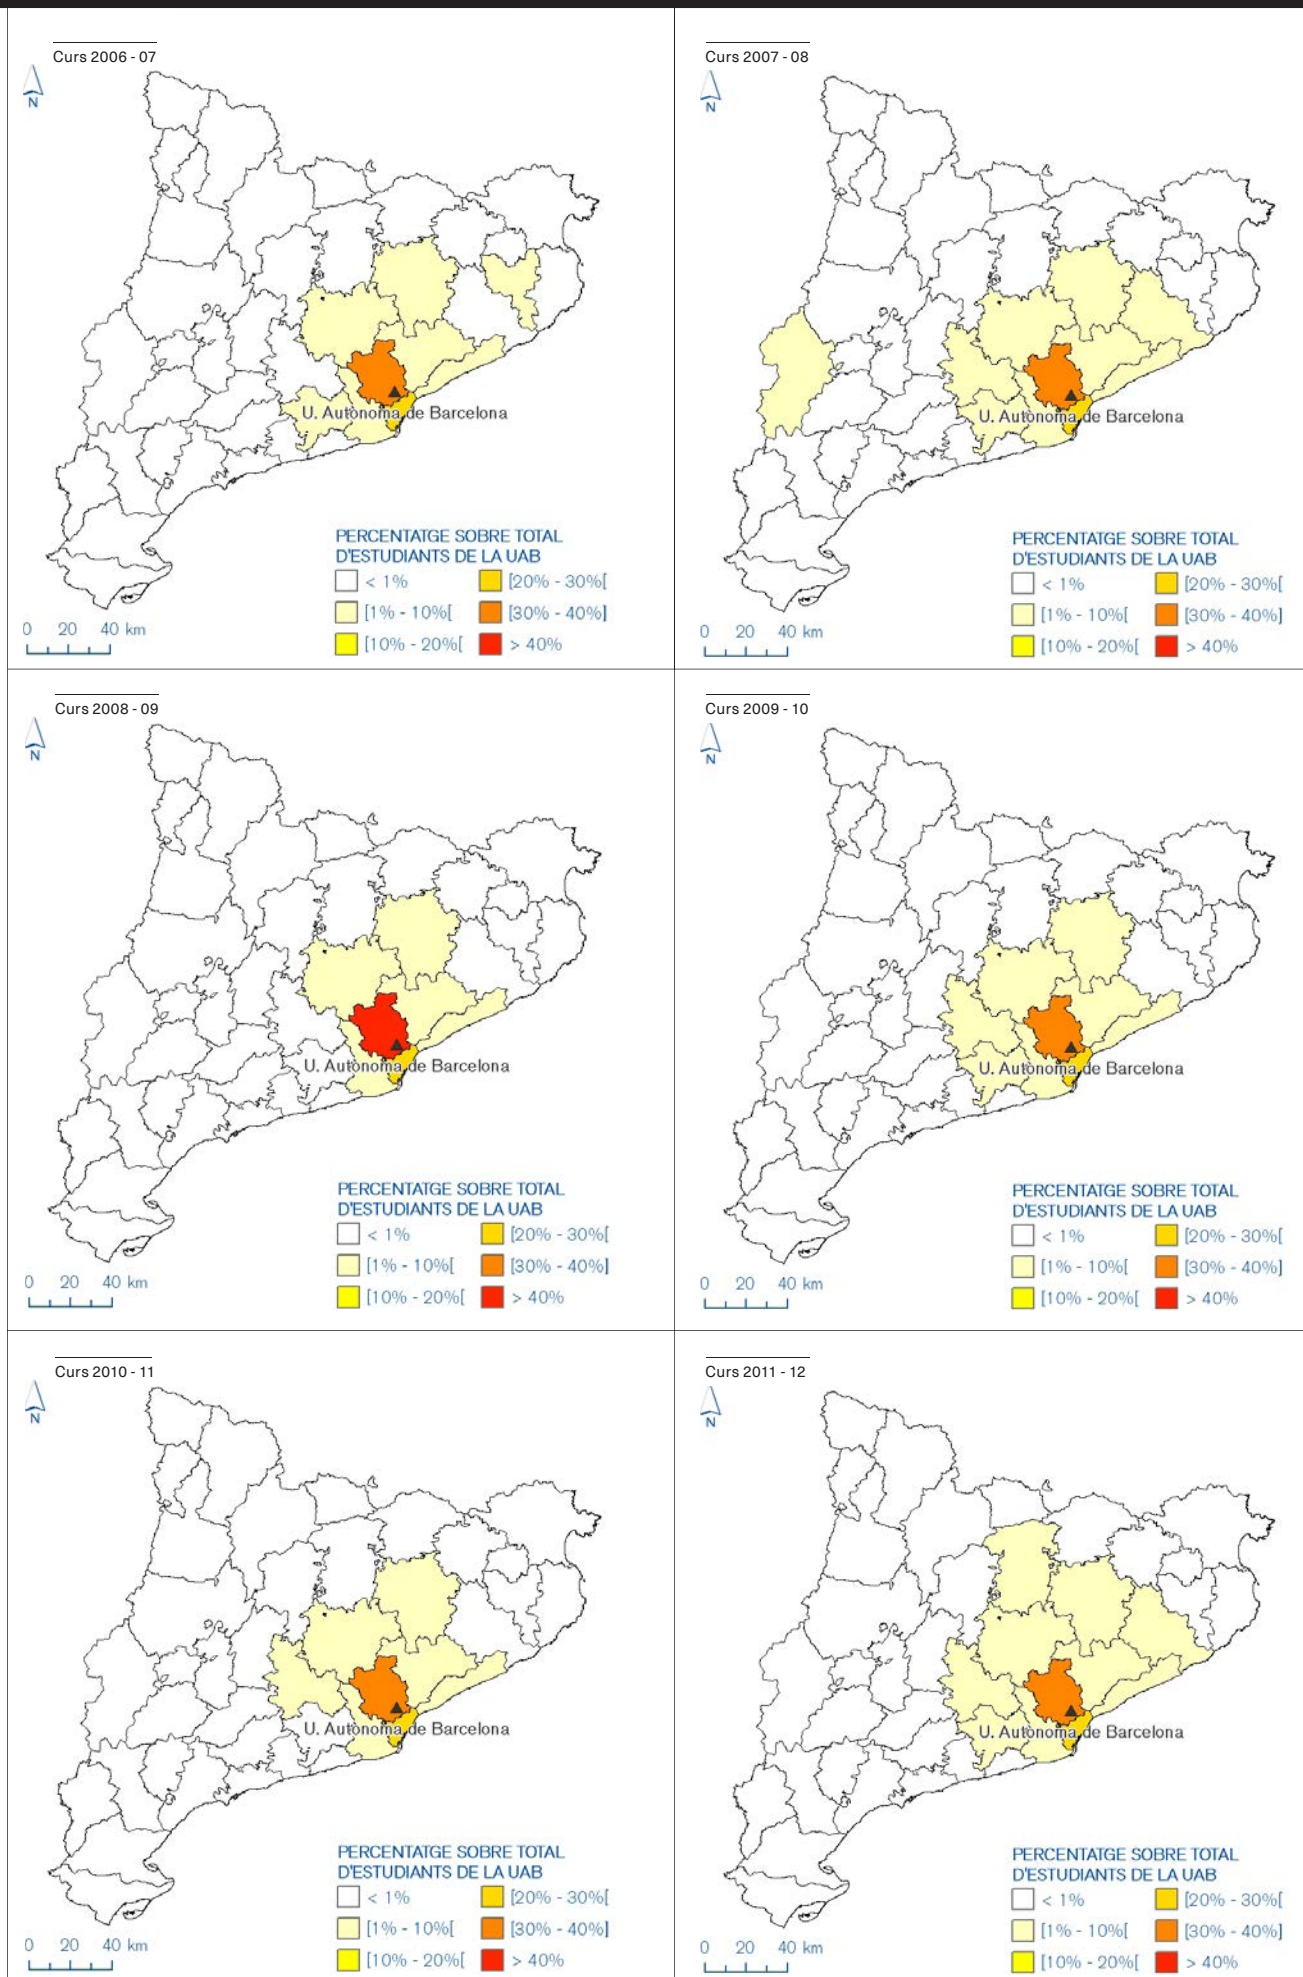 Curs 2006 - 07
N
U. Autònoma de Barcelona
PERCENTATGE SOBRE TOTAL
D'ESTUDIANTS DE LA UAB
< 1%
[20% - 30%[
[1% - 10%[
[30% - 40%]
[10% - 20%[
> 40%
0 20 40 km
Curs 2007 - 08
N
U. Autònoma de Barcelona
PERCENTATGE SOBRE TOTAL
D'ESTUDIANTS DE LA UAB
< 1%
[20% - 30%[
[1% - 10%[
[30% - 40%]
[10% - 20%[
> 40%
0 20 40 km
Curs 2008 - 09
N
U. Autònoma de Barcelona
PERCENTATGE SOBRE TOTAL
D'ESTUDIANTS DE LA UAB
< 1%
[20% - 30%[
[1% - 10%[
[30% - 40%]
[10% - 20%[
> 40%
0 20 40 km
Curs 2009 - 10
N
U. Autònoma de Barcelona
PERCENTATGE SOBRE TOTAL
D'ESTUDIANTS DE LA UAB
< 1%
[20% - 30%[
[1% - 10%[
[30% - 40%]
[10% - 20%[
> 40%
0 20 40 km
Curs 2010 - 11
N
U. Autònoma de Barcelona
PERCENTATGE SOBRE TOTAL
D'ESTUDIANTS DE LA UAB
< 1%
[20% - 30%[
[1% - 10%[
[30% - 40%]
[10% - 20%[
> 40%
0 20 40 km
Curs 2011 - 12
N
U. Autònoma de Barcelona
PERCENTATGE SOBRE TOTAL
D'ESTUDIANTS DE LA UAB
< 1%
[20% - 30%[
[1% - 10%[
[30% - 40%]
[10% - 20%[
> 40%
0 20 40 km